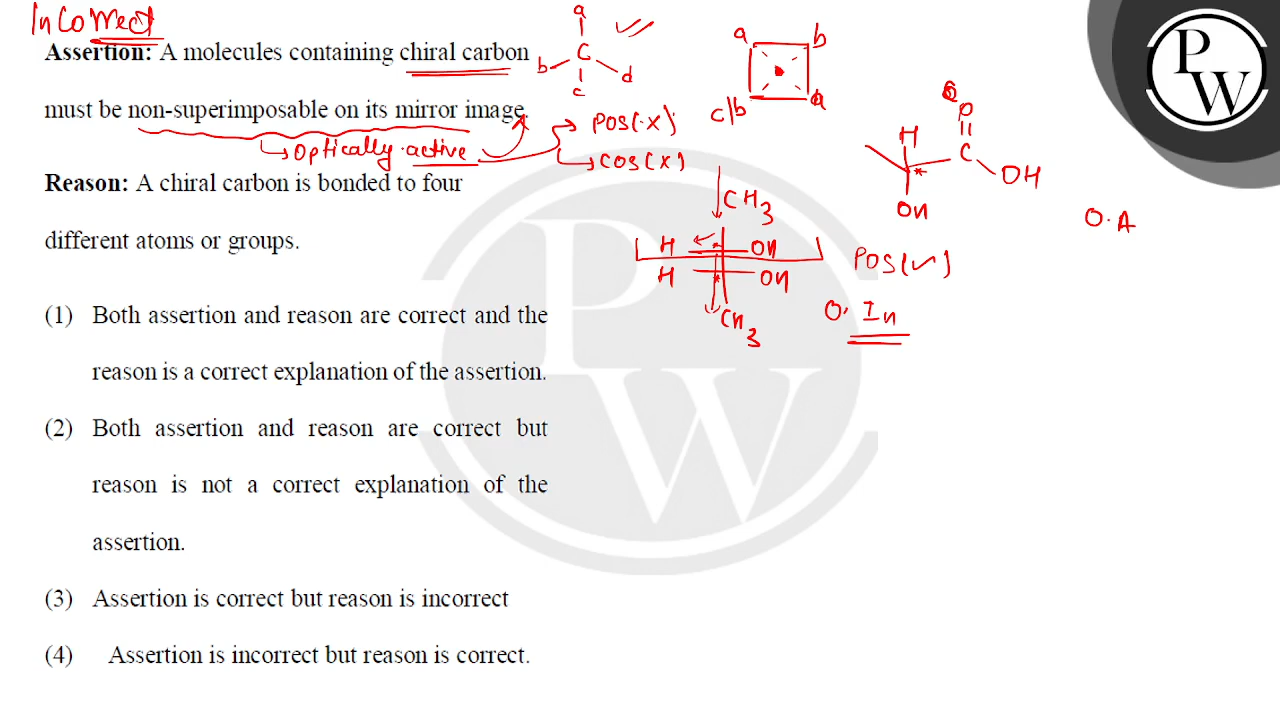 InCorrect
Assertion: A molecules containing chiral carbon
must be non-superimposable on its mirror image.
Optically active
Reason: A chiral carbon is bonded to four
different atoms or groups.
(1) Both assertion and reason are correct and the
reason is a correct explanation of the assertion.
(2) Both assertion and reason are correct but
reason is not a correct explanation of the
assertion.
(3) Assertion is correct but reason is incorrect
(4) Assertion is incorrect but reason is correct.
a
C
b d
c
POS(x)
COS(x)
a b
c/b a
CH3
H OH
H OH
CH3
POS(✓)
O. In
H
O
C
OH
OH
O.A
PW
PW